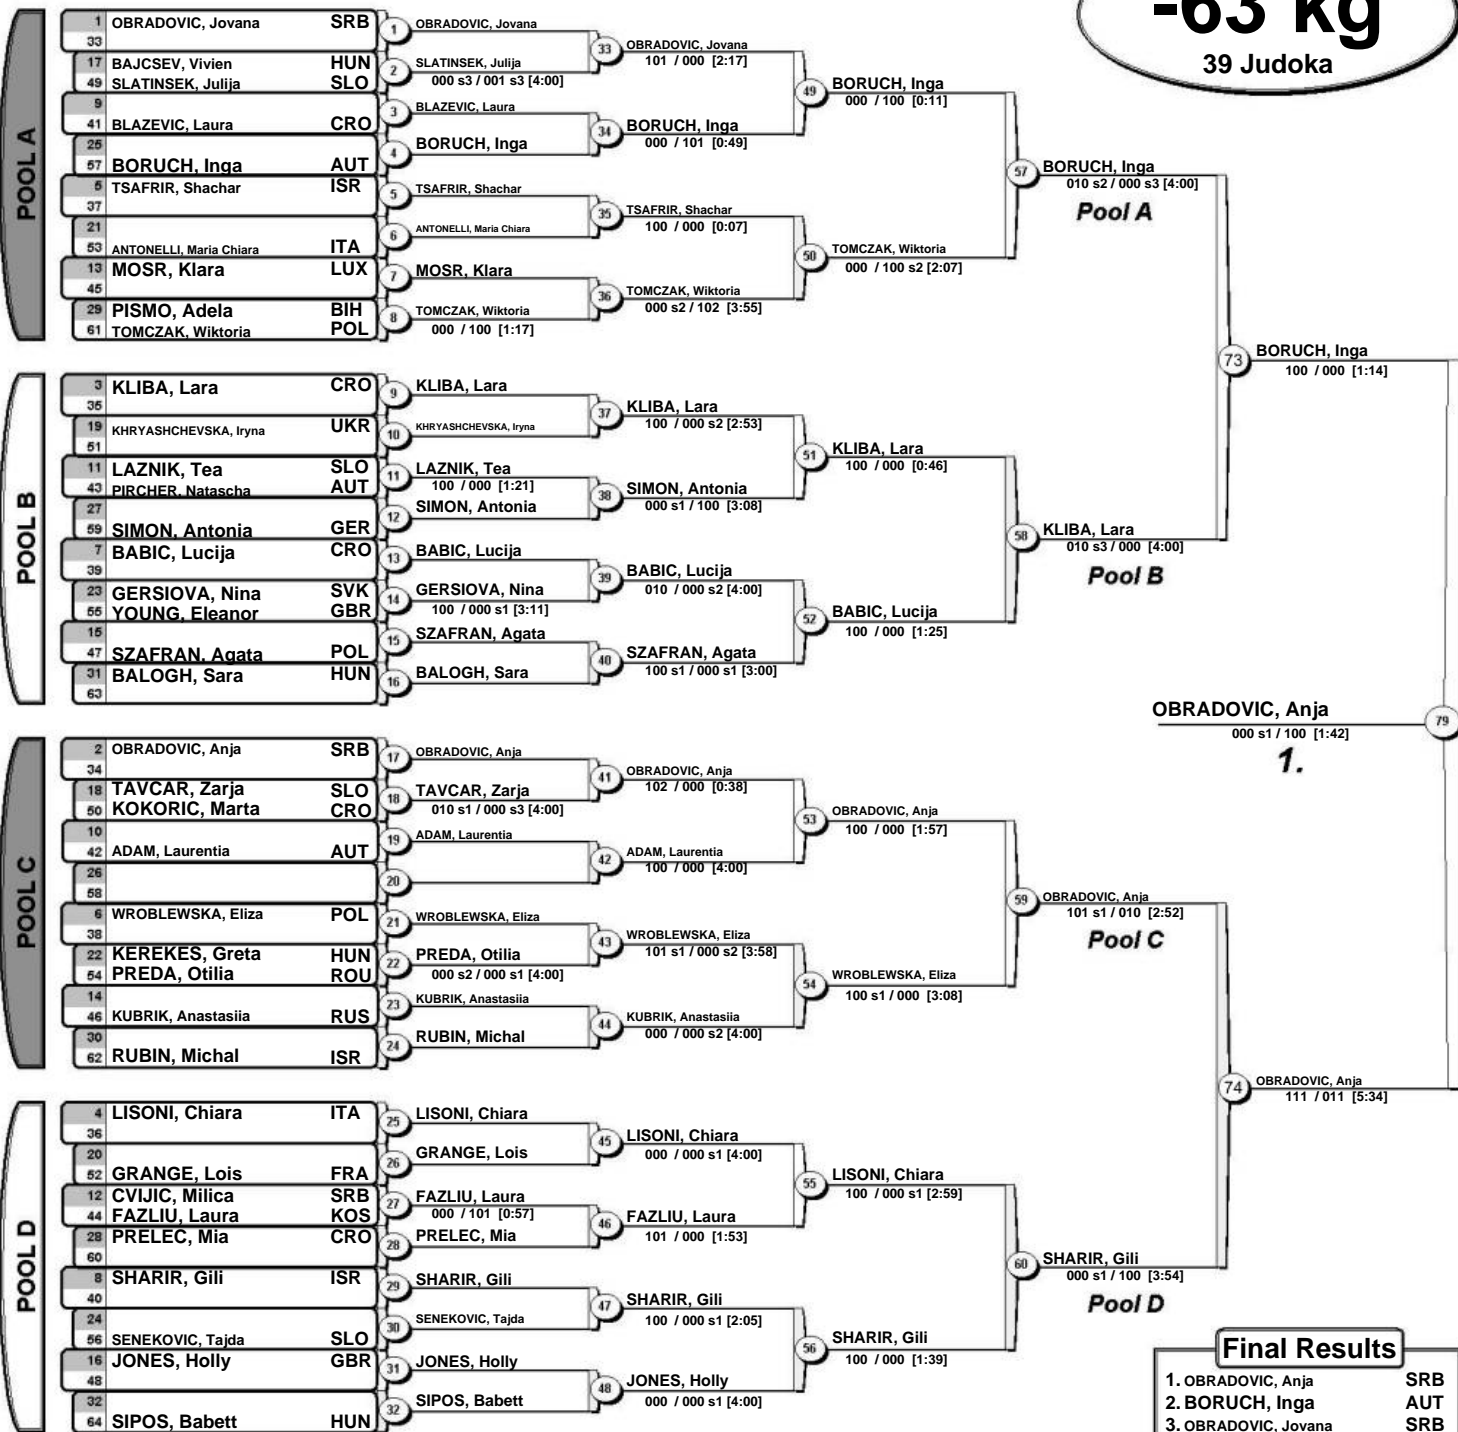 -63 kg
39 Judoka
POOL A
1 OBRADOVIC, Jovana SRB
33
17 BAJCSEV, Vivien HUN
49 SLATINSEK, Julija SLO
9
41 BLAZEVIC, Laura CRO
25
57 BORUCH, Inga AUT
5 TSAFRIR, Shachar ISR
37
21
53 ANTONELLI, Maria Chiara ITA
13 MOSR, Klara LUX
45
29 PISMO, Adela BIH
61 TOMCZAK, Wiktoria POL
1 OBRADOVIC, Jovana
2 SLATINSEK, Julija
000 s3 / 001 s3 [4:00]
3 BLAZEVIC, Laura
4 BORUCH, Inga
5 TSAFRIR, Shachar
6 ANTONELLI, Maria Chiara
7 MOSR, Klara
8 TOMCZAK, Wiktoria
000 / 100 [1:17]
33 OBRADOVIC, Jovana
101 / 000 [2:17]
34 BORUCH, Inga
000 / 101 [0:49]
35 TSAFRIR, Shachar
100 / 000 [0:07]
36 TOMCZAK, Wiktoria
000 s2 / 102 [3:55]
49 BORUCH, Inga
000 / 100 [0:11]
50 TOMCZAK, Wiktoria
000 / 100 s2 [2:07]
57 BORUCH, Inga
010 s2 / 000 s3 [4:00]
Pool A
POOL B
3 KLIBA, Lara CRO
35
19 KHRYASHCHEVSKA, Iryna UKR
51
11 LAZNIK, Tea SLO
43 PIRCHER, Natascha AUT
27
59 SIMON, Antonia GER
7 BABIC, Lucija CRO
39
23 GERSIOVA, Nina SVK
55 YOUNG, Eleanor GBR
15
47 SZAFRAN, Agata POL
31 BALOGH, Sara HUN
63
9 KLIBA, Lara
10 KHRYASHCHEVSKA, Iryna
11 LAZNIK, Tea
100 / 000 [1:21]
12 SIMON, Antonia
13 BABIC, Lucija
14 GERSIOVA, Nina
100 / 000 s1 [3:11]
15 SZAFRAN, Agata
16 BALOGH, Sara
37 KLIBA, Lara
100 / 000 s2 [2:53]
38 SIMON, Antonia
000 s1 / 100 [3:08]
39 BABIC, Lucija
010 / 000 s2 [4:00]
40 SZAFRAN, Agata
100 s1 / 000 s1 [3:00]
51 KLIBA, Lara
100 / 000 [0:46]
52 BABIC, Lucija
100 / 000 [1:25]
58 KLIBA, Lara
010 s3 / 000 [4:00]
Pool B
73 BORUCH, Inga
100 / 000 [1:14]
OBRADOVIC, Anja 79
000 s1 / 100 [1:42]
1.
POOL C
2 OBRADOVIC, Anja SRB
34
18 TAVCAR, Zarja SLO
50 KOKORIC, Marta CRO
10
42 ADAM, Laurentia AUT
26
58
6 WROBLEWSKA, Eliza POL
38
22 KEREKES, Greta HUN
54 PREDA, Otilia ROU
14
46 KUBRIK, Anastasiia RUS
30
62 RUBIN, Michal ISR
17 OBRADOVIC, Anja
18 TAVCAR, Zarja
010 s1 / 000 s3 [4:00]
19 ADAM, Laurentia
20
21 WROBLEWSKA, Eliza
22 PREDA, Otilia
000 s2 / 000 s1 [4:00]
23 KUBRIK, Anastasiia
24 RUBIN, Michal
41 OBRADOVIC, Anja
102 / 000 [0:38]
42 ADAM, Laurentia
100 / 000 [4:00]
43 WROBLEWSKA, Eliza
101 s1 / 000 s2 [3:58]
44 KUBRIK, Anastasiia
000 / 000 s2 [4:00]
53 OBRADOVIC, Anja
100 / 000 [1:57]
54 WROBLEWSKA, Eliza
100 s1 / 000 [3:08]
59 OBRADOVIC, Anja
101 s1 / 010 [2:52]
Pool C
74 OBRADOVIC, Anja
111 / 011 [5:34]
POOL D
4 LISONI, Chiara ITA
36
20
52 GRANGE, Lois FRA
12 CVIJIC, Milica SRB
44 FAZLIU, Laura KOS
28 PRELEC, Mia CRO
60
8 SHARIR, Gili ISR
40
24
56 SENEKOVIC, Tajda SLO
16 JONES, Holly GBR
48
32
64 SIPOS, Babett HUN
25 LISONI, Chiara
26 GRANGE, Lois
27 FAZLIU, Laura
000 / 101 [0:57]
28 PRELEC, Mia
29 SHARIR, Gili
30 SENEKOVIC, Tajda
31 JONES, Holly
32 SIPOS, Babett
45 LISONI, Chiara
000 / 000 s1 [4:00]
46 FAZLIU, Laura
101 / 000 [1:53]
47 SHARIR, Gili
100 / 000 s1 [2:05]
48 JONES, Holly
000 / 000 s1 [4:00]
55 LISONI, Chiara
100 / 000 s1 [2:59]
56 SHARIR, Gili
100 / 000 [1:39]
60 SHARIR, Gili
000 s1 / 100 [3:54]
Pool D
Final Results
1. OBRADOVIC, Anja SRB
2. BORUCH, Inga AUT
3. OBRADOVIC, Jovana SRB